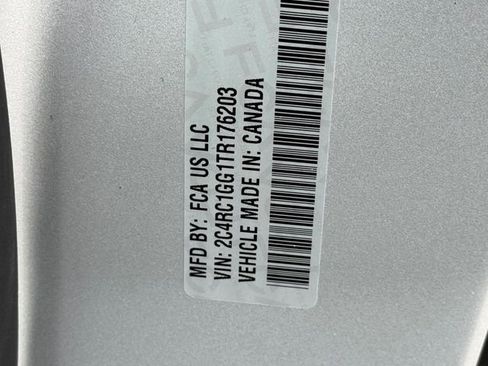 MFD BY: FCA US LLC
VIN: 2C4RC1GG1TR176203
VEHICLE MADE IN: CANADA